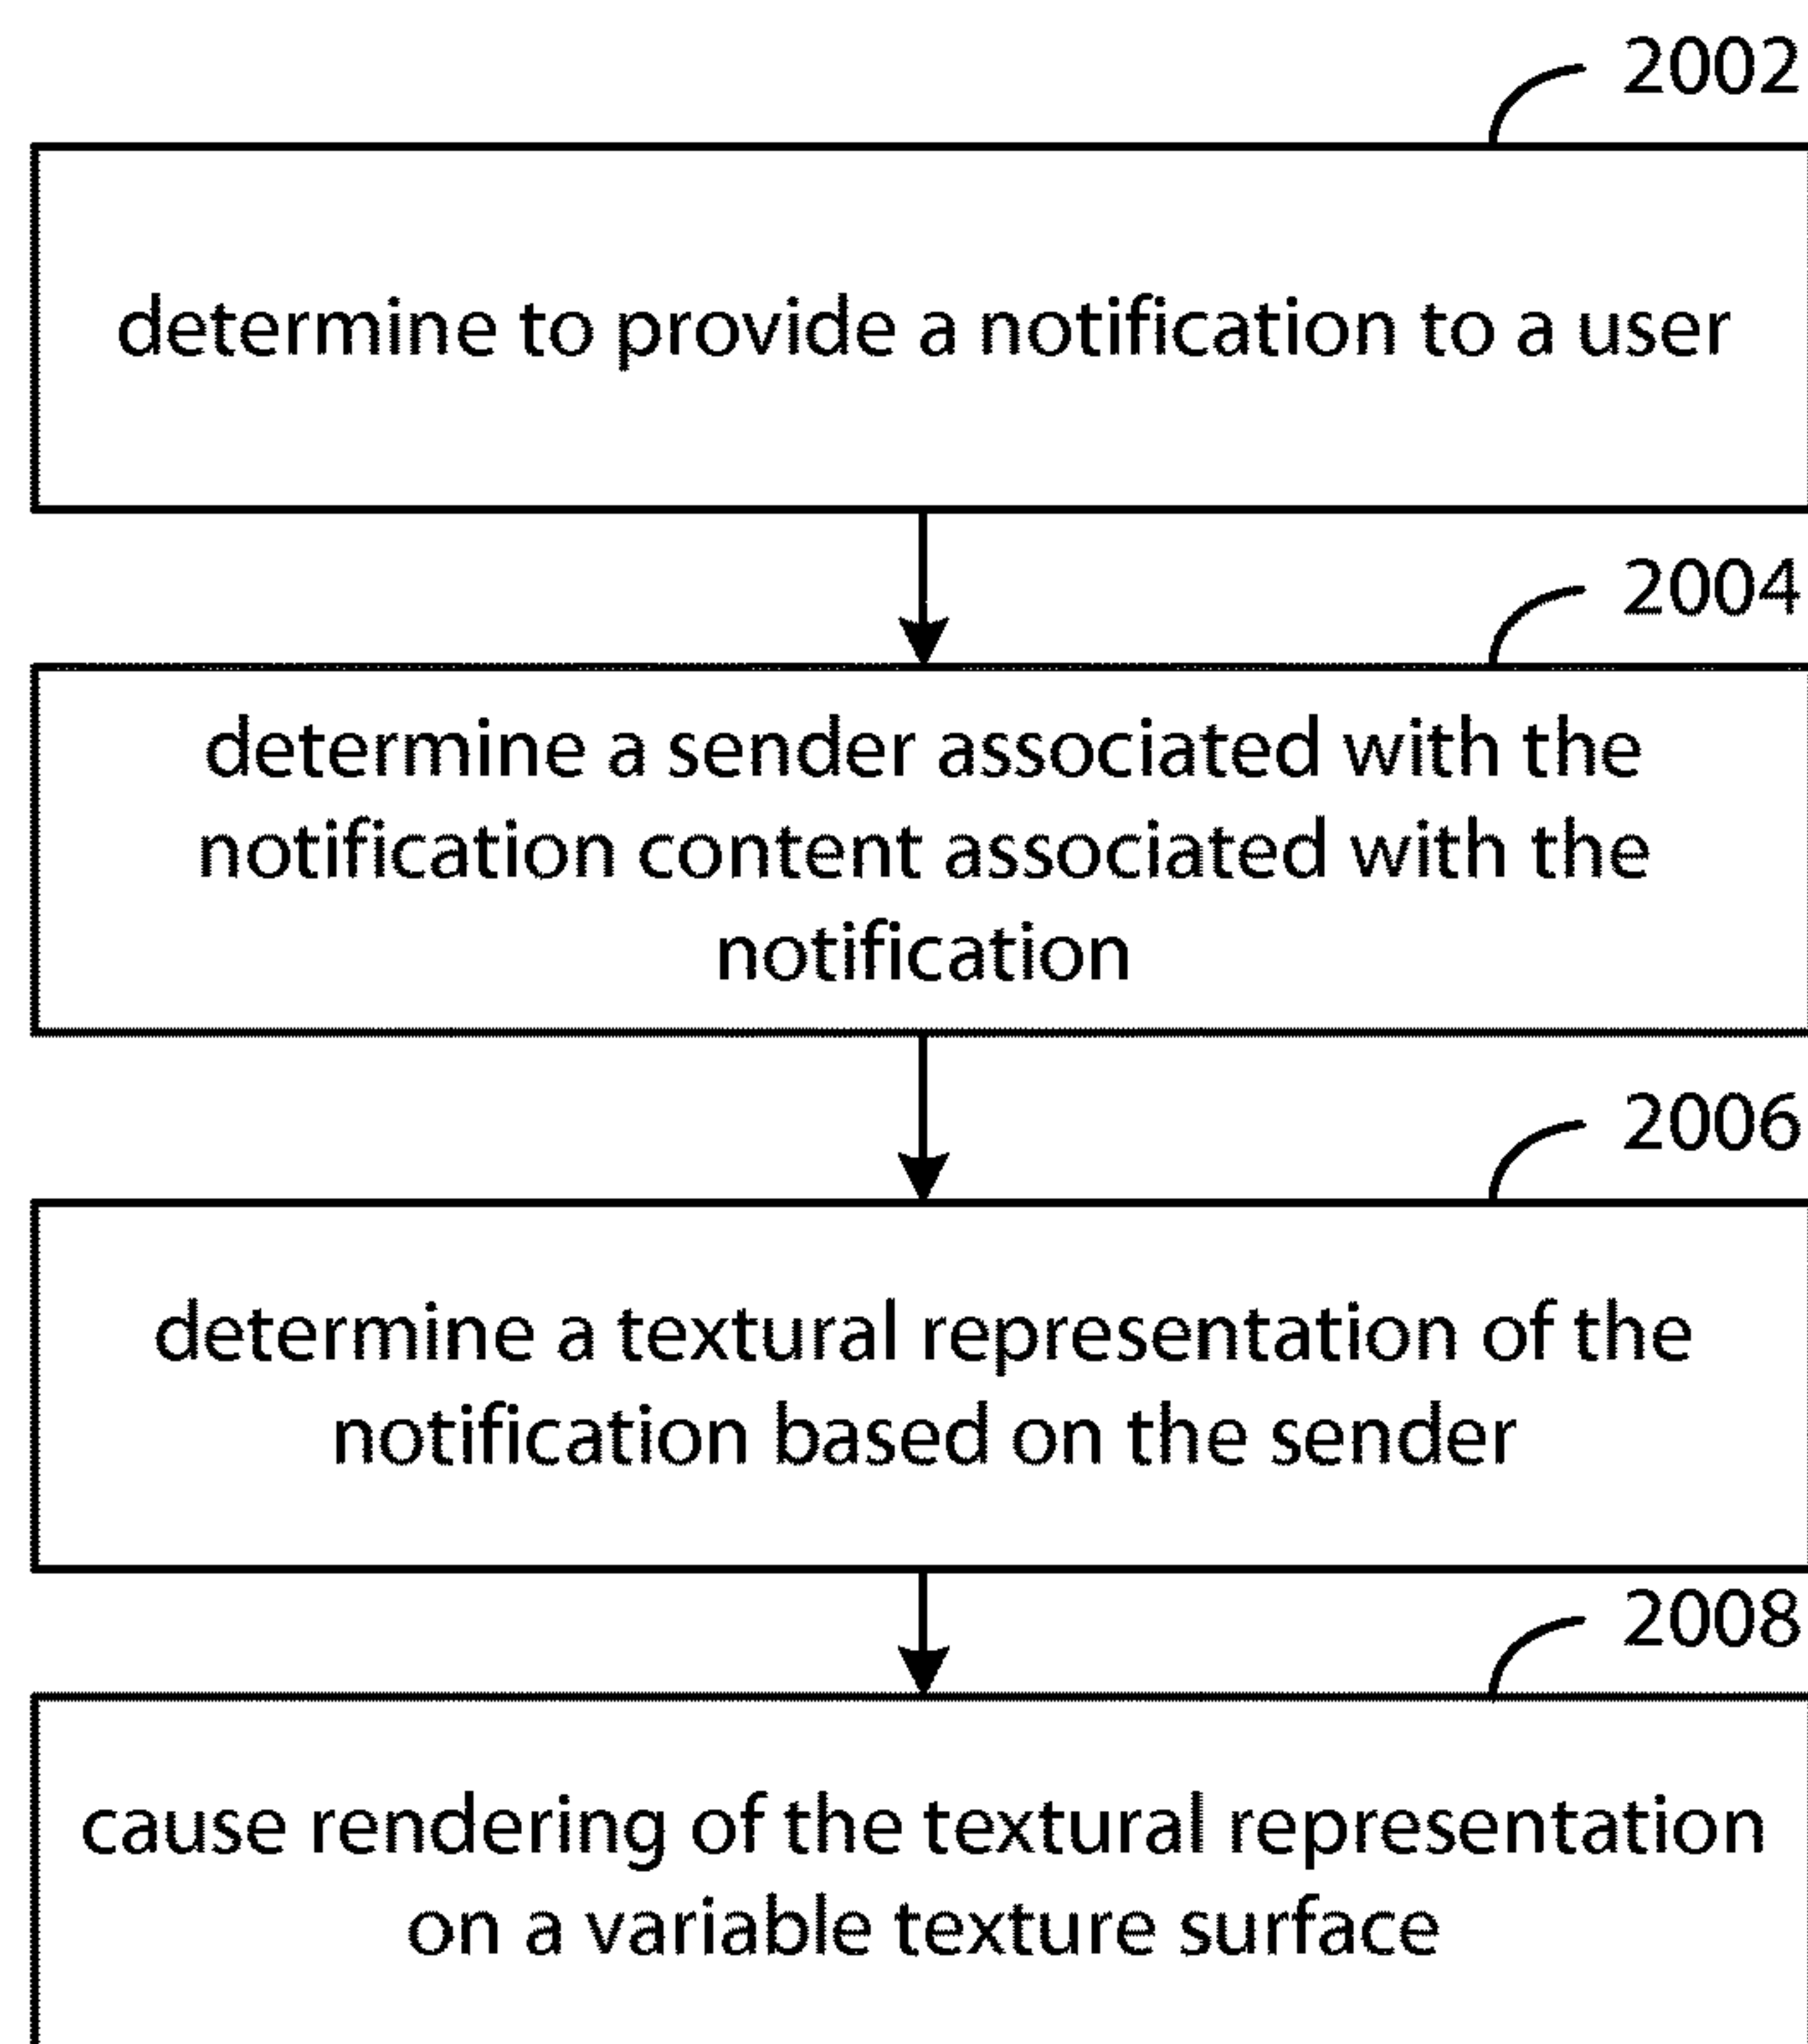 2002
determine to provide a notification to a user
2004
determine a sender associated with the
notification content associated with the
notification
2006
determine a textural representation of the
notification based on the sender
2008
cause rendering of the textural representation
on a variable texture surface